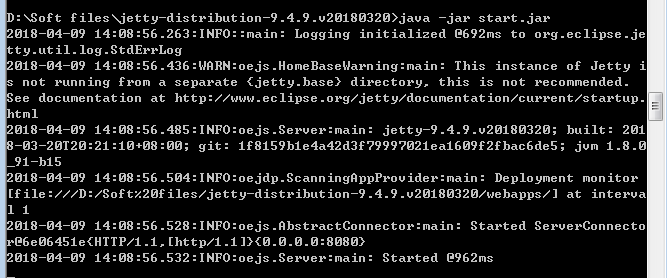 D:\Soft files\jetty-distribution-9.4.9.v20180320>java -jar start.jar
2018-04-09 14:08:56.263:INFO::main: Logging initialized @692ms to org.eclipse.je
tty.util.log.StdErrLog
2018-04-09 14:08:56.436:WARN:oejs.HomeBaseWarning:main: This instance of Jetty i
s not running from a separate {jetty.base} directory, this is not recommended.
See documentation at http://www.eclipse.org/jetty/documentation/current/startup.
html
2018-04-09 14:08:56.485:INFO:oejs.Server:main: jetty-9.4.9.v20180320; built: 201
8-03-20T20:21:10+08:00; git: 1f8159b1e4a42d3f79997021ea1609f2fbac6de5; jvm 1.8.0
_91-b15
2018-04-09 14:08:56.504:INFO:oejdp.ScanningAppProvider:main: Deployment monitor
[file:///D:/Soft%20files/jetty-distribution-9.4.9.v20180320/webapps/] at interva
l 1
2018-04-09 14:08:56.528:INFO:oejs.AbstractConnector:main: Started ServerConnecto
r@6e06451e{HTTP/1.1,[http/1.1]}{0.0.0.0:8080}
2018-04-09 14:08:56.532:INFO:oejs.Server:main: Started @962ms